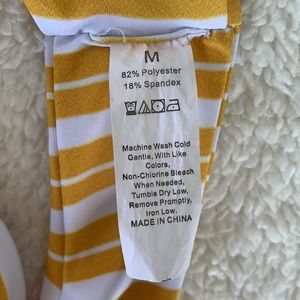 M
82% Polyester
18% Spandex
Machine Wash Cold
Gentle, With Like
Colors,
Non-Chlorine Bleach
When Needed,
Tumble Dry Low,
Remove Promptly,
Iron Low,
MADE IN CHINA